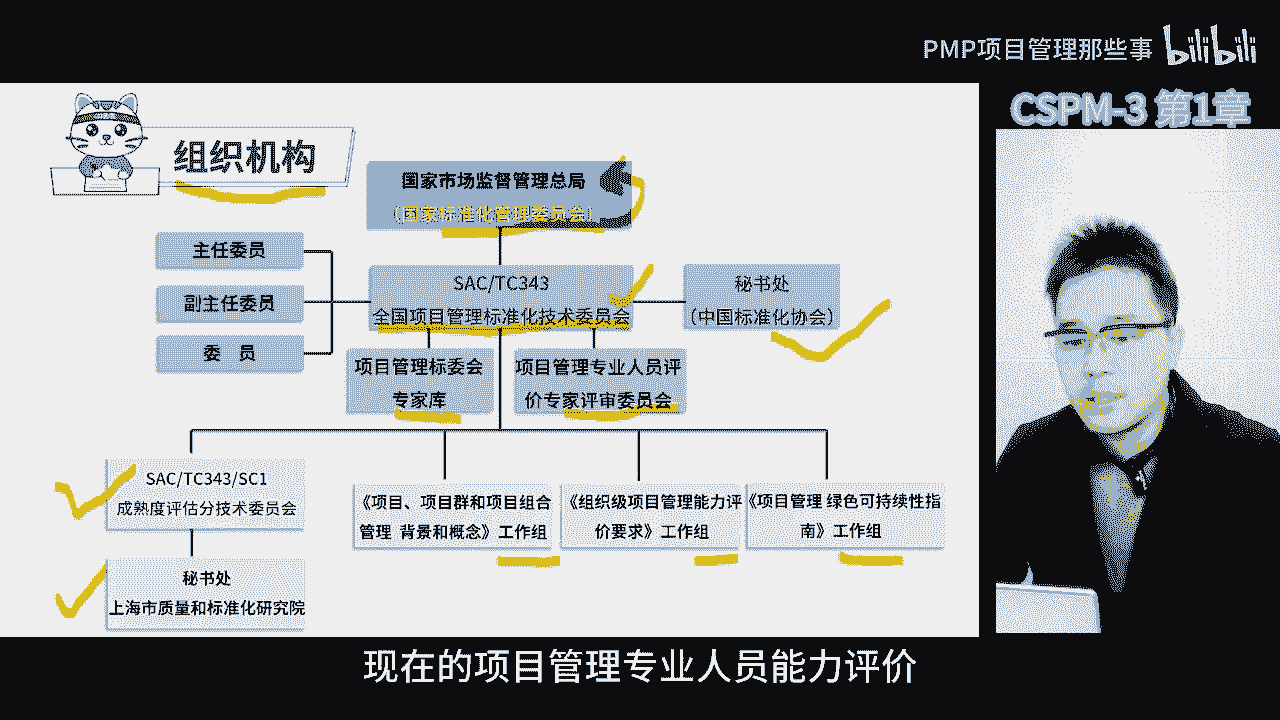 PMP项目管理那些事 bilibili
CSPM-3 第1章
组织机构
国家市场监督管理总局
（国家标准化管理委员会）
主任委员
副主任委员
委 员
SAC/TC343
全国项目管理标准化技术委员会
秘书处
（中国标准化协会）
项目管理标委会
专家库
项目管理专业人员评
价专家评审委员会
SAC/TC343/SC1
成熟度评估分技术委员会
秘书处
上海市质量和标准化研究院
《项目、项目群和项目组合
管理 背景和概念》工作组
《组织级项目管理能力评
价要求》工作组
《项目管理 绿色可持续性指
南》工作组
现在的项目管理专业人员能力评价